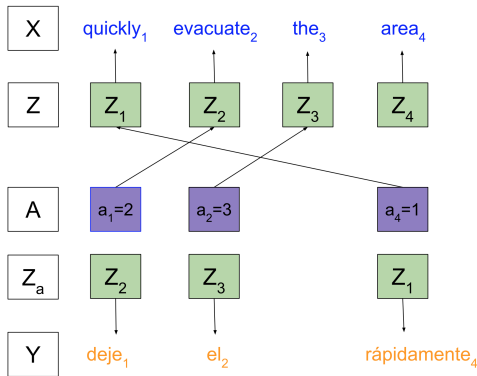 X quickly₁ evacuate₂ the₃ area₄
Z Z₁ Z₂ Z₃ Z₄
A a₁=2 a₂=3 a₄=1
Zₐ Z₂ Z₃ Z₁
Y deje₁ el₂ rápidamente₄